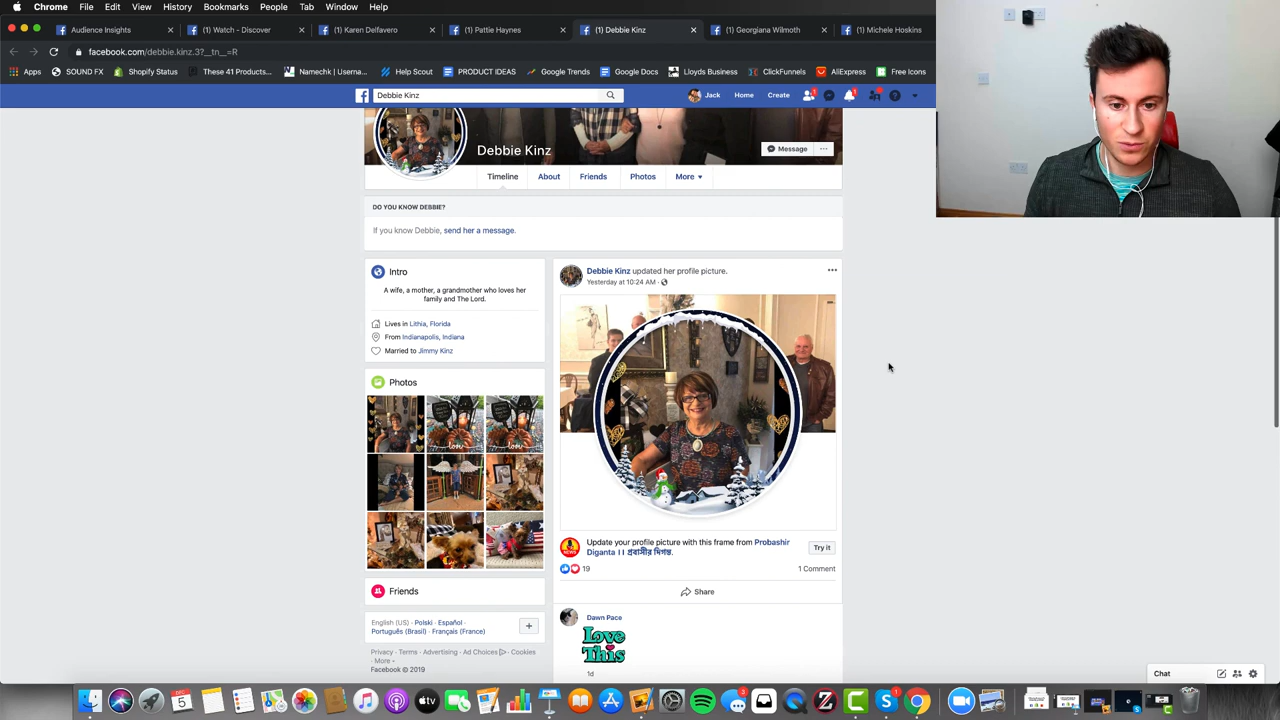 Chrome File Edit View History Bookmarks People Tab Window Help
Audience Insights (1) Watch - Discover (1) Karen Delfavero (1) Pattie Haynes (1) Debbie Kinz (1) Georgiana Wilmoth (1) Michele Hoskins
facebook.com/debbie.kinz.3?__tn__=R
Apps SOUND FX Shopify Status These 41 Produc... Namechk | Userna... Help Scout PRODUCT IDEAS Google Trends Google Docs Lloyds Business ClickFunnels AliExpress Free Icons
Debbie Kinz Jack Home Create
Debbie Kinz
Message
Timeline About Friends Photos More
DO YOU KNOW DEBBIE?
If you know Debbie, send her a message.
Intro
A wife, a mother, a grandmother who loves her
family and The Lord.
Lives in Lithia, Florida
From Indianapolis, Indiana
Married to Jimmy Kinz
Photos
Friends
English (US) · Polski · Español ·
Português (Brasil) · Français (France)
Privacy · Terms · Advertising · Ad Choices · Cookies
· More
Facebook © 2019
Debbie Kinz updated her profile picture.
Yesterday at 10:24 AM ·
Update your profile picture with this frame from Probashir
Diganta ।। প্রবাসীর দিগন্ত.
Try it
19
1 Comment
Share
Dawn Pace
Love
This
1d
Chat